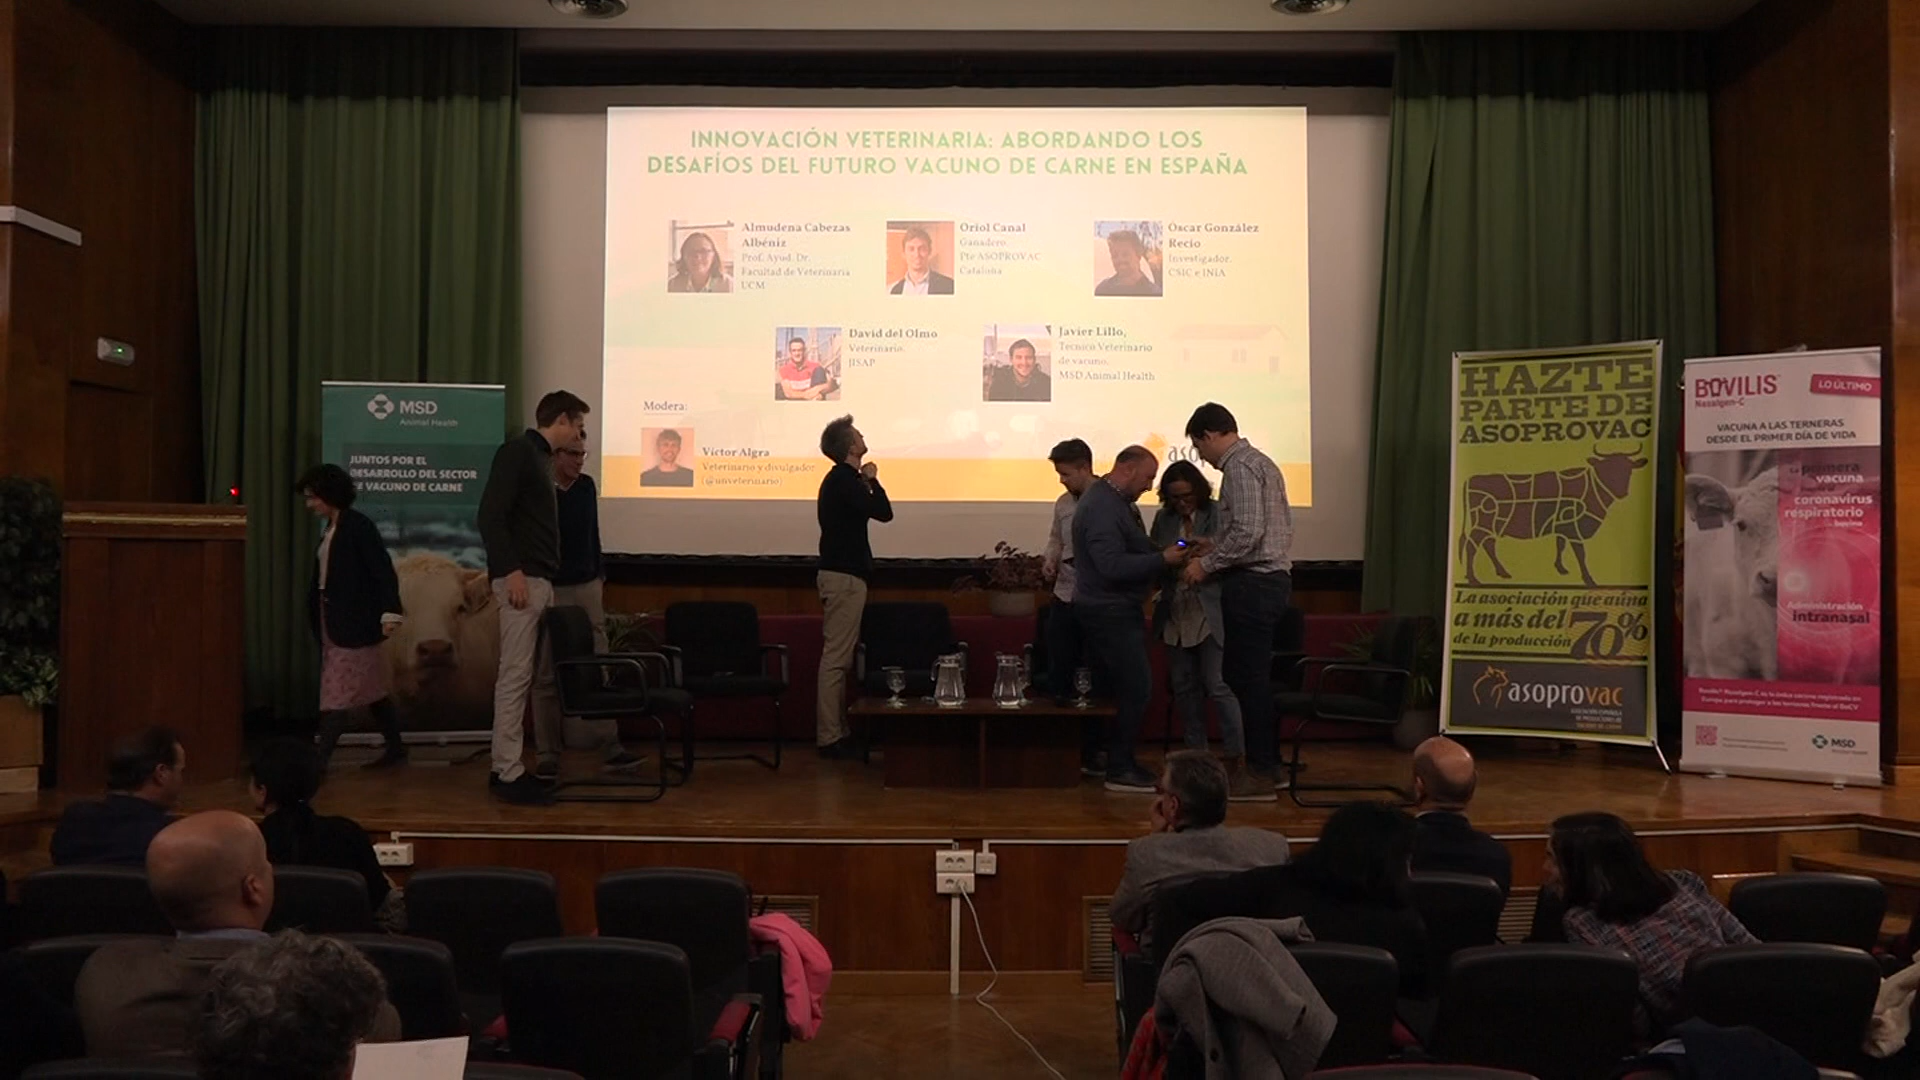 INNOVACIÓN VETERINARIA: ABORDANDO LOS
DESAFÍOS DEL FUTURO VACUNO DE CARNE EN ESPAÑA
Almudena Cabezas
Albéniz
Prof. Ayud. Dr.
Facultad de Veterinaria
UCM
Oriol Canal
Ganadero.
Pte ASOPROVAC
Cataluña
Óscar González
Recio
Investigador.
CSIC e INIA
David del Olmo
Veterinario.
JISAP
Javier Lillo,
Tecnico Veterinario
de vacuno.
MSD Animal Health
Modera:
Víctor Algra
Veterinario y divulgador
(@unveterinario)
asop
MSD
Animal Health
JUNTOS POR EL
DESARROLLO DEL SECTOR
DE VACUNO DE CARNE
HAZTE
PARTE DE
ASOPROVAC
La asociación que aúna
a más del 70%
de la producción
asoprovac
BOVILIS
Nasalgen-C
LO ÚLTIMO
VACUNA A LAS TERNERAS
DESDE EL PRIMER DÍA DE VIDA
La primera
vacuna
coronavirus
respiratorio
bovino
Administración
intranasal
MSD